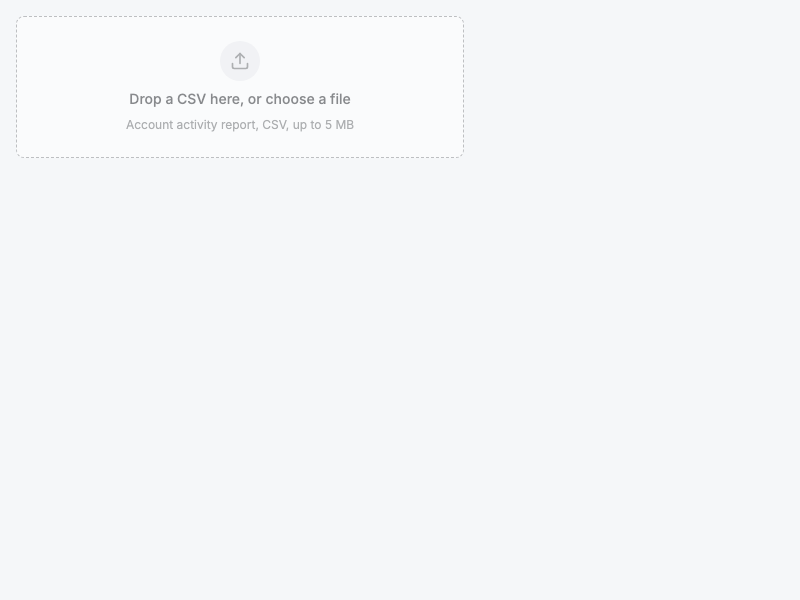 Drop a CSV here, or choose a file
Account activity report, CSV, up to 5 MB